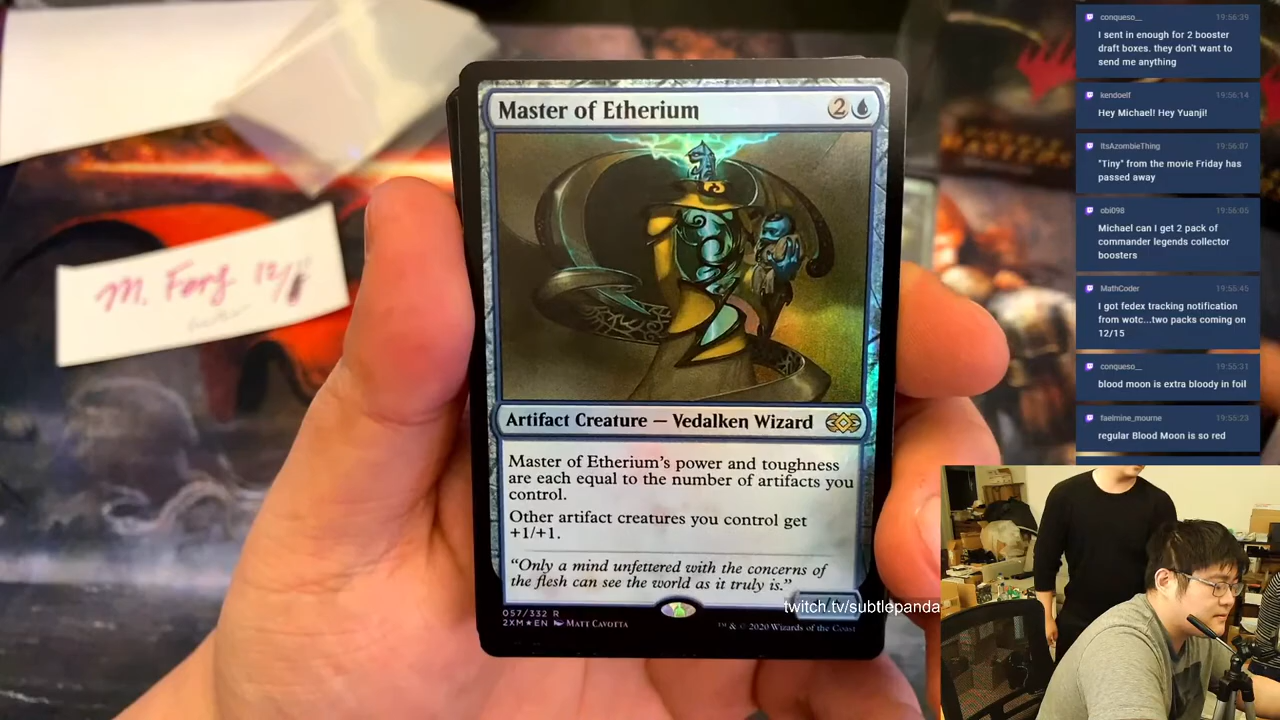 M. Feng 12/
Master of Etherium 2
Artifact Creature — Vedalken Wizard
Master of Etherium's power and toughness
are each equal to the number of artifacts you
control.
Other artifact creatures you control get
+1/+1.
"Only a mind unfettered with the concerns of
the flesh can see the world as it truly is."
057/332 R
2XM★EN Matt Cavotta
™ & © 2020 Wizards of the Coast
twitch.tv/subtlepanda
MASTERS
conqueso__ 19:56:39
I sent in enough for 2 booster
draft boxes. they don't want to
send me anything
kendoelf 19:56:14
Hey Michael! Hey Yuanji!
ItsAzombieThing 19:56:07
"Tiny" from the movie Friday has
passed away
obi098 19:56:05
Michael can I get 2 pack of
commander legends collector
boosters
MathCoder 19:55:45
I got fedex tracking notification
from wotc...two packs coming on
12/15
conqueso__ 19:55:31
blood moon is extra bloody in foil
faelmine_mourne 19:55:23
regular Blood Moon is so red